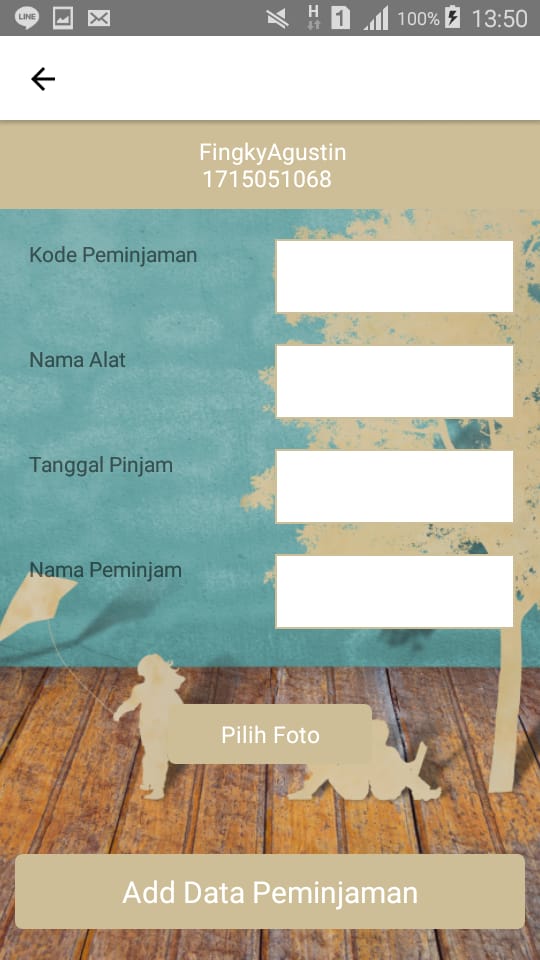 LINE
H
1
100%
13:50
FingkyAgustin
1715051068
Kode Peminjaman
Nama Alat
Tanggal Pinjam
Nama Peminjam
Pilih Foto
Add Data Peminjaman